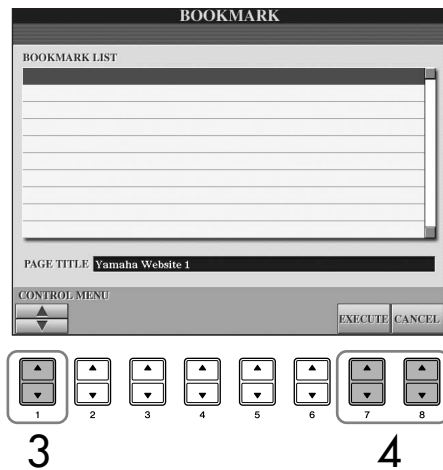 BOOKMARK
BOOKMARK LIST
PAGE TITLE Yamaha Website 1
CONTROL MENU
EXECUTE CANCEL
1 2 3 4 5 6 7 8
3 4